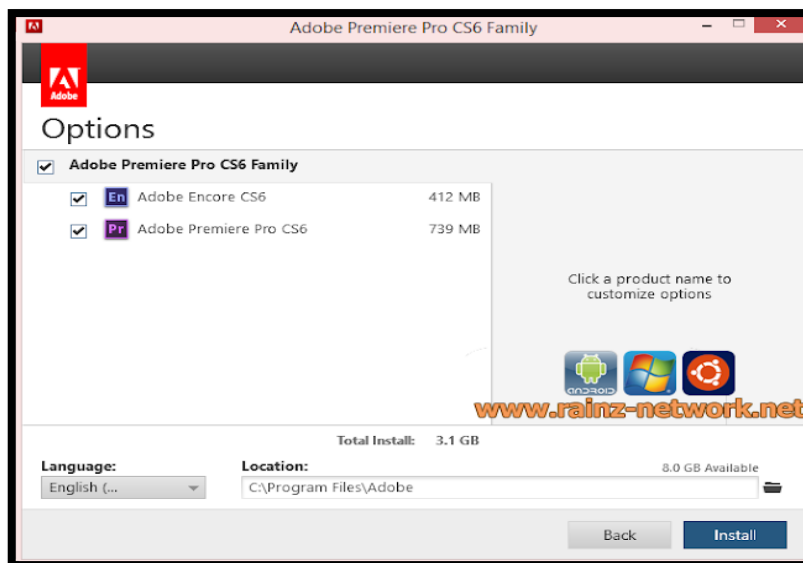 Adobe Premiere Pro CS6 Family
Adobe
Options
Adobe Premiere Pro CS6 Family
En Adobe Encore CS6 412 MB
Pr Adobe Premiere Pro CS6 739 MB
Click a product name to
customize options
ANDROID
www.rainz-network.net
Total Install: 3.1 GB
Language: Location: 8.0 GB Available
English (... C:\Program Files\Adobe
Back Install